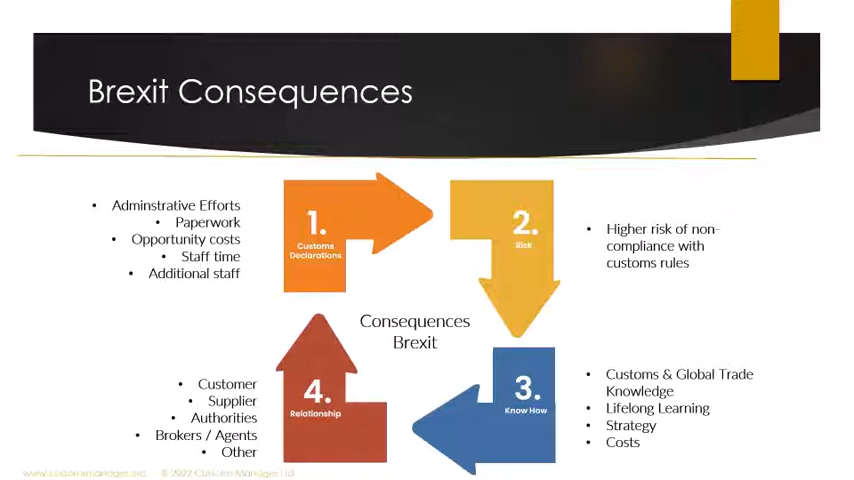 Brexit Consequences
• Adminstrative Efforts
• Paperwork
• Opportunity costs
• Staff time
• Additional staff
1.
Customs
Declarations
2.
Risk
• Higher risk of non-
compliance with
customs rules
Consequences
Brexit
• Customer
• Supplier
• Authorities
• Brokers / Agents
• Other
4.
Relationship
3.
Know How
• Customs & Global Trade
Knowledge
• Lifelong Learning
• Strategy
• Costs
© 2022 Customs Manager Ltd